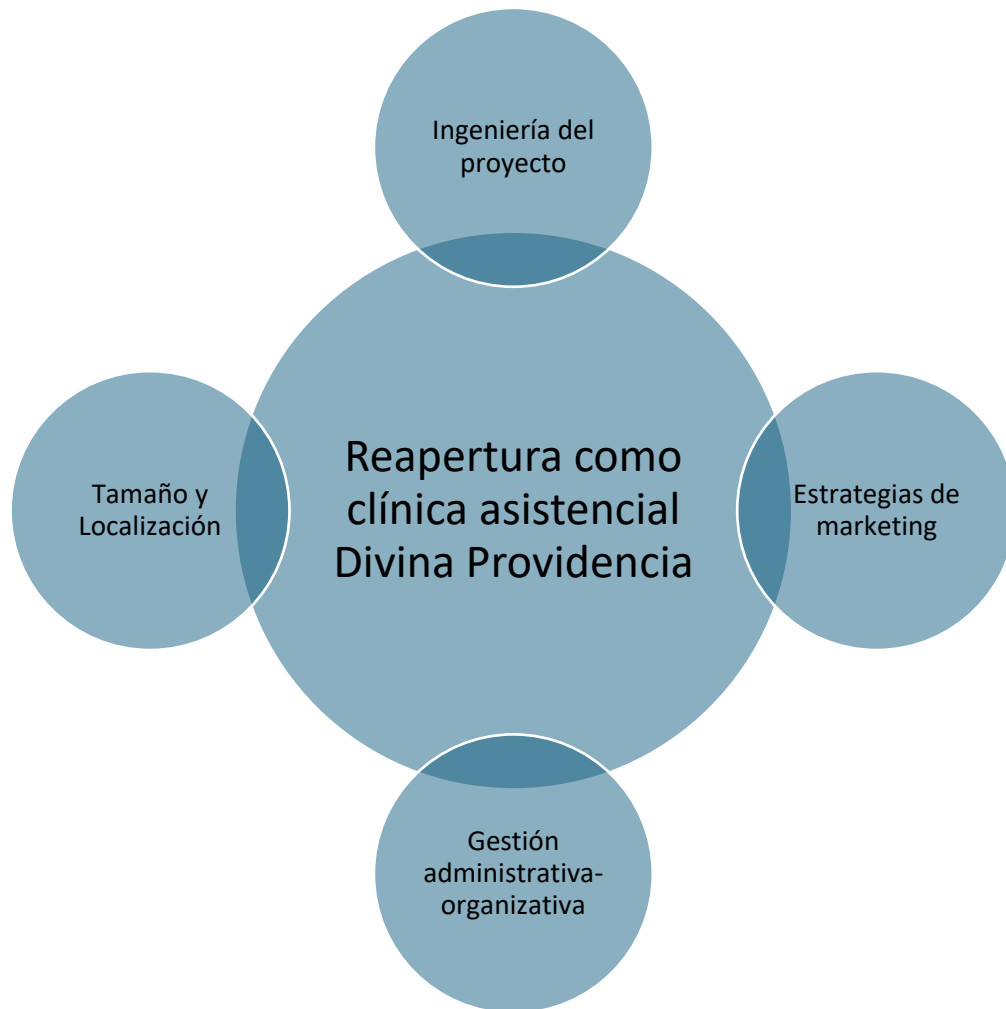 Ingeniería del
proyecto
Reapertura como
clínica asistencial
Divina Providencia
Tamaño y
Localización
Estrategias de
marketing
Gestión
administrativa-
organizativa